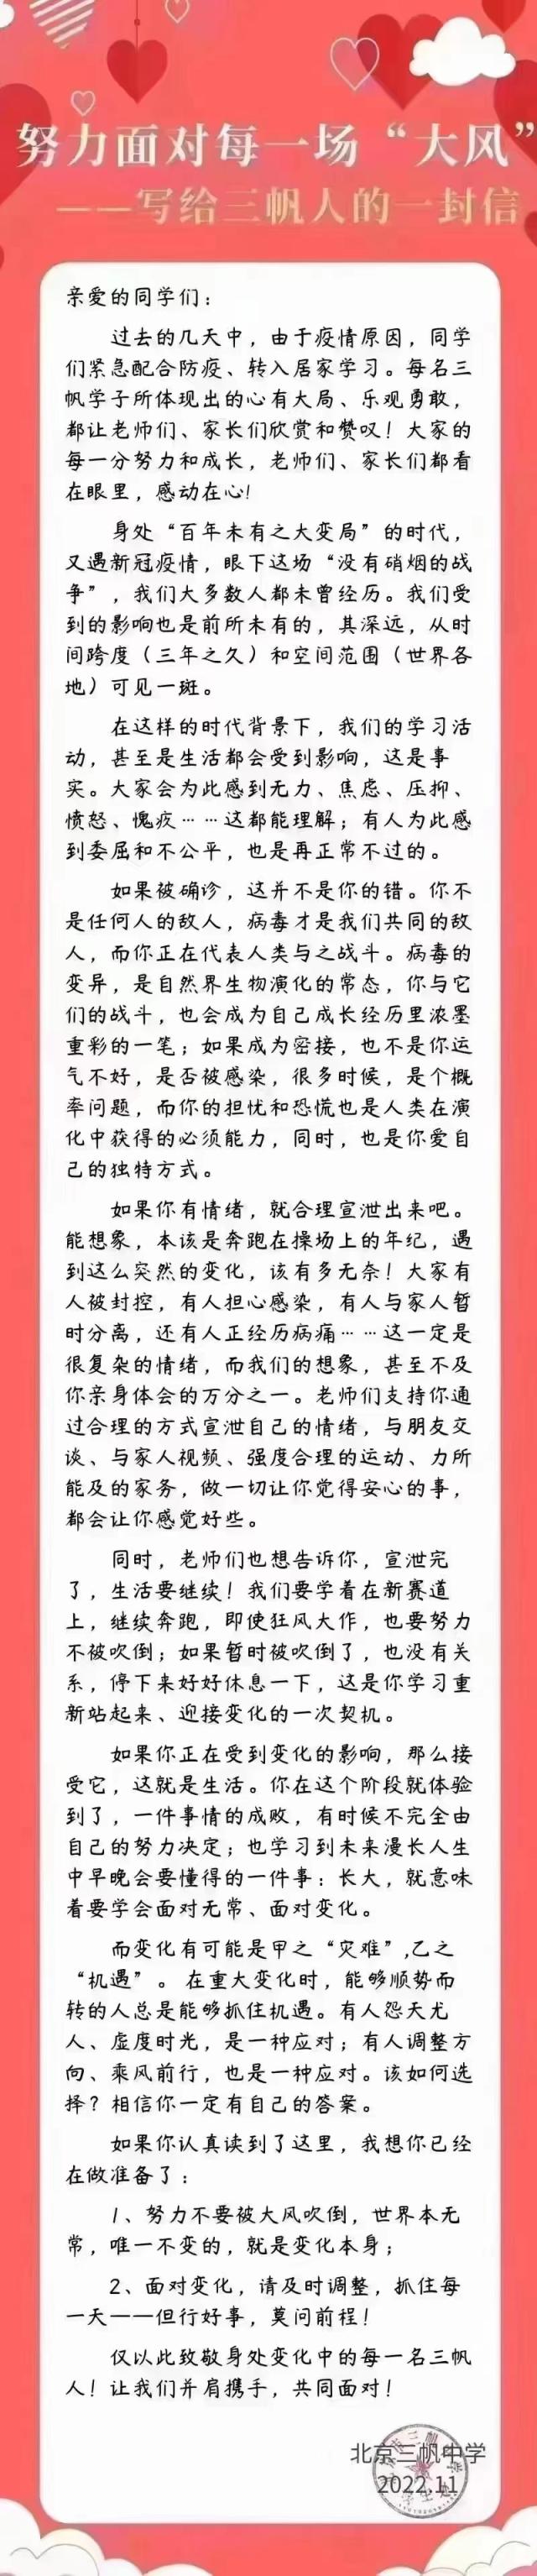 努力面对每一场“大风”
——写给三帆人的一封信
亲爱的同学们：
过去的几天中，由于疫情原因，同学
们紧急配合防疫、转入居家学习。每名三
帆学子所体现出的心有大局、乐观勇敢，
都让老师们、家长们欣赏和赞叹！大家的
每一分努力和成长，老师们、家长们都看
在眼里，感动在心！
身处“百年未有之大变局”的时代，
又遇新冠疫情，眼下这场“没有硝烟的战
争”，我们大多数人都未曾经历。我们受
到的影响也是前所未有的，其深远，从时
间跨度（三年之久）和空间范围（世界各
地）可见一斑。
在这样的时代背景下，我们的学习活
动，甚至是生活都会受到影响，这是事
实。大家会为此感到无力、焦虑、压抑、
愤怒、愧疚……这都能理解；有人为此感
到委屈和不公平，也是再正常不过的。
如果被确诊，这并不是你的错。你不
是任何人的敌人，病毒才是我们共同的敌
人，而你正在代表人类与之战斗。病毒的
变异，是自然界生物演化的常态，你与它
们的战斗，也会成为自己成长经历里浓墨
重彩的一笔；如果成为密接，也不是你运
气不好，是否被感染，很多时候，是个概
率问题，而你的担忧和恐慌也是人类在演
化中获得的必须能力，同时，也是你爱自
己的独特方式。
如果你有情绪，就合理宣泄出来吧。
能想象，本该是奔跑在操场上的年纪，遇
到这么突然的变化，该有多无奈！大家有
人被封控，有人担心感染，有人与家人暂
时分离，还有人正经历病痛……这一定是
很复杂的情绪，而我们的想象，甚至不及
你亲身体会的万分之一。老师们支持你通
过合理的方式宣泄自己的情绪，与朋友交
谈、与家人视频、强度合理的运动、力所
能及的家务，做一切让你觉得安心的事，
都会让你感觉好些。
同时，老师们也想告诉你，宣泄完
了，生活要继续！我们要学着在新赛道
上，继续奔跑，即使狂风大作，也要努力
不被吹倒；如果暂时被吹倒了，也没有关
系，停下来好好休息一下，这是你学习重
新站起来、迎接变化的一次契机。
如果你正在受到变化的影响，那么接
受它，这就是生活。你在这个阶段就体验
到了，一件事情的成败，有时候不完全由
自己的努力决定；也学习到未来漫长人生
中早晚会要懂得的一件事：长大，就意味
着要学会面对无常、面对变化。
而变化有可能是甲之“灾难”,乙之
“机遇”。 在重大变化时，能够顺势而
转的人总是能够抓住机遇。有人怨天尤
人、虚度时光，是一种应对；有人调整方
向、乘风前行，也是一种应对。该如何选
择？相信你一定有自己的答案。
如果你认真读到了这里，我想你已经
在做准备了：
1、努力不要被大风吹倒，世界本无
常，唯一不变的，就是变化本身；
2、面对变化，请及时调整，抓住每
一天——但行好事，莫问前程！
仅以此致敬身处变化中的每一名三帆
人！让我们并肩携手，共同面对！
北京三帆中学
2022.11